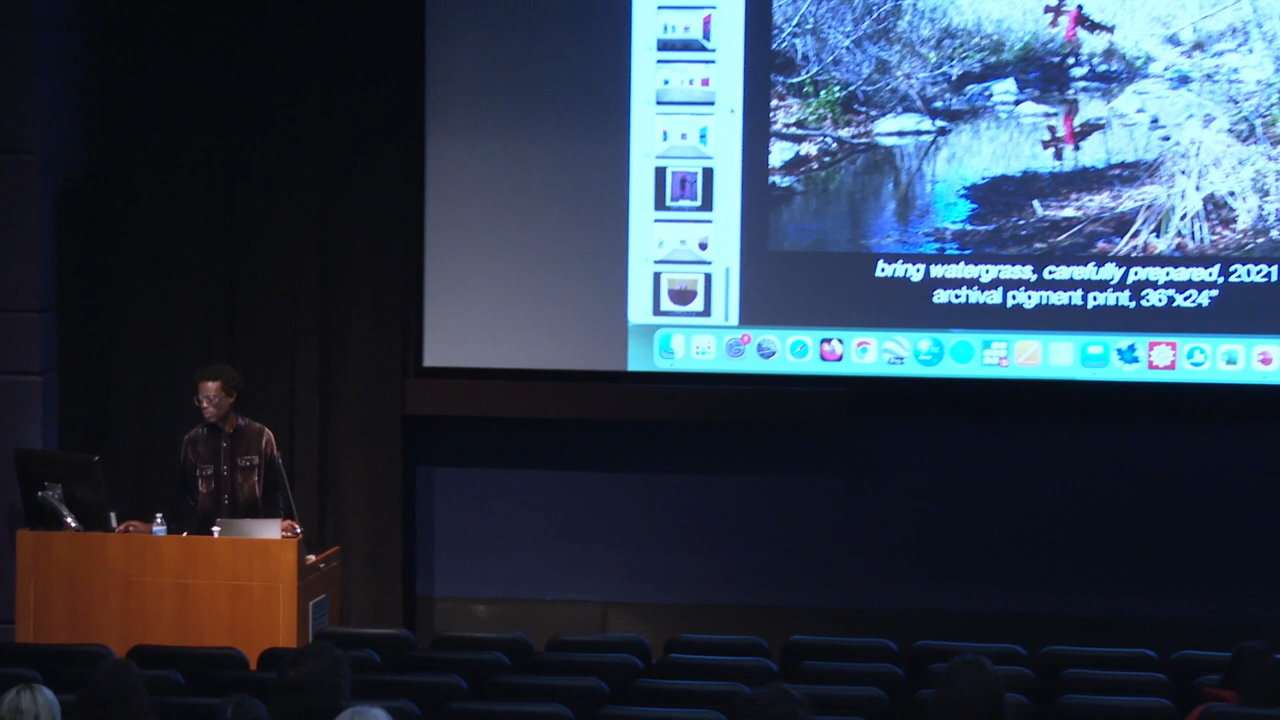 bring watergrass, carefully prepared, 2021
archival pigment print, 36"x24"